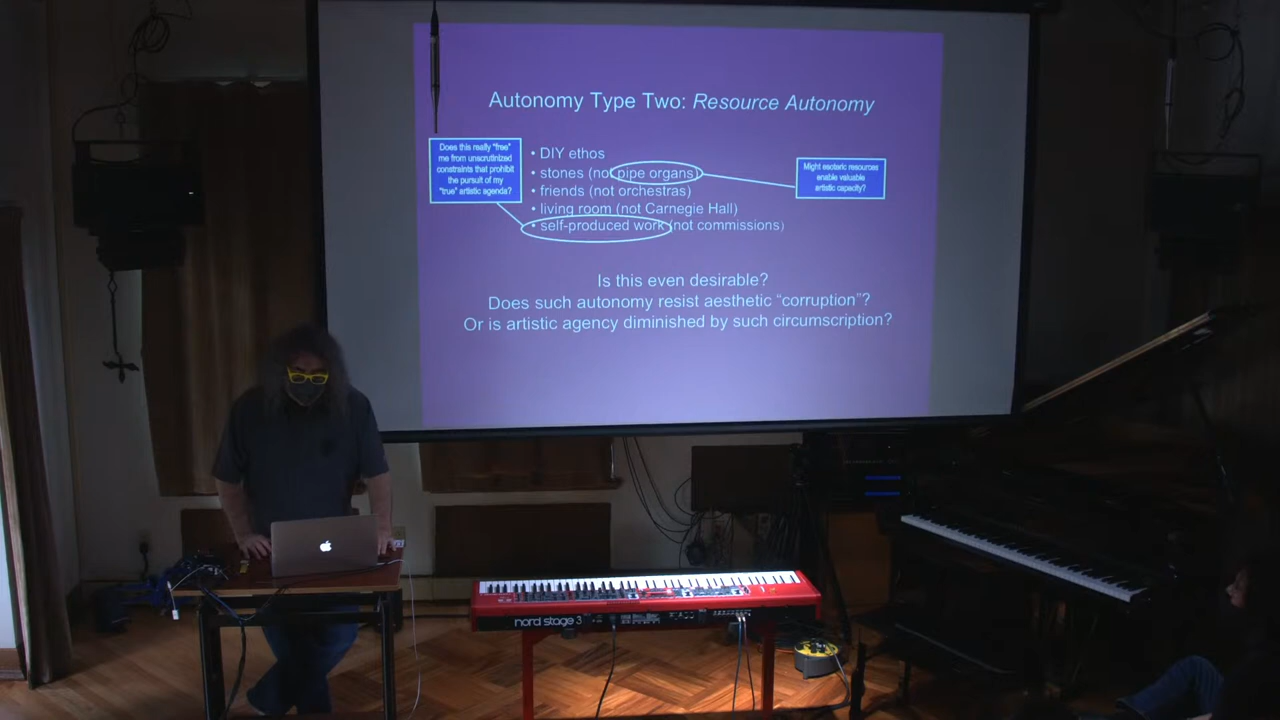 Autonomy Type Two: Resource Autonomy
Does this really "free"
me from unscrutinized
constraints that prohibit
the pursuit of my
"true" artistic agenda?
• DIY ethos
• stones (not pipe organs)
• friends (not orchestras)
• living room (not Carnegie Hall)
• self-produced work (not commissions)
Might esoteric resources
enable valuable
artistic capacity?
Is this even desirable?
Does such autonomy resist aesthetic “corruption”?
Or is artistic agency diminished by such circumscription?
nord stage 3